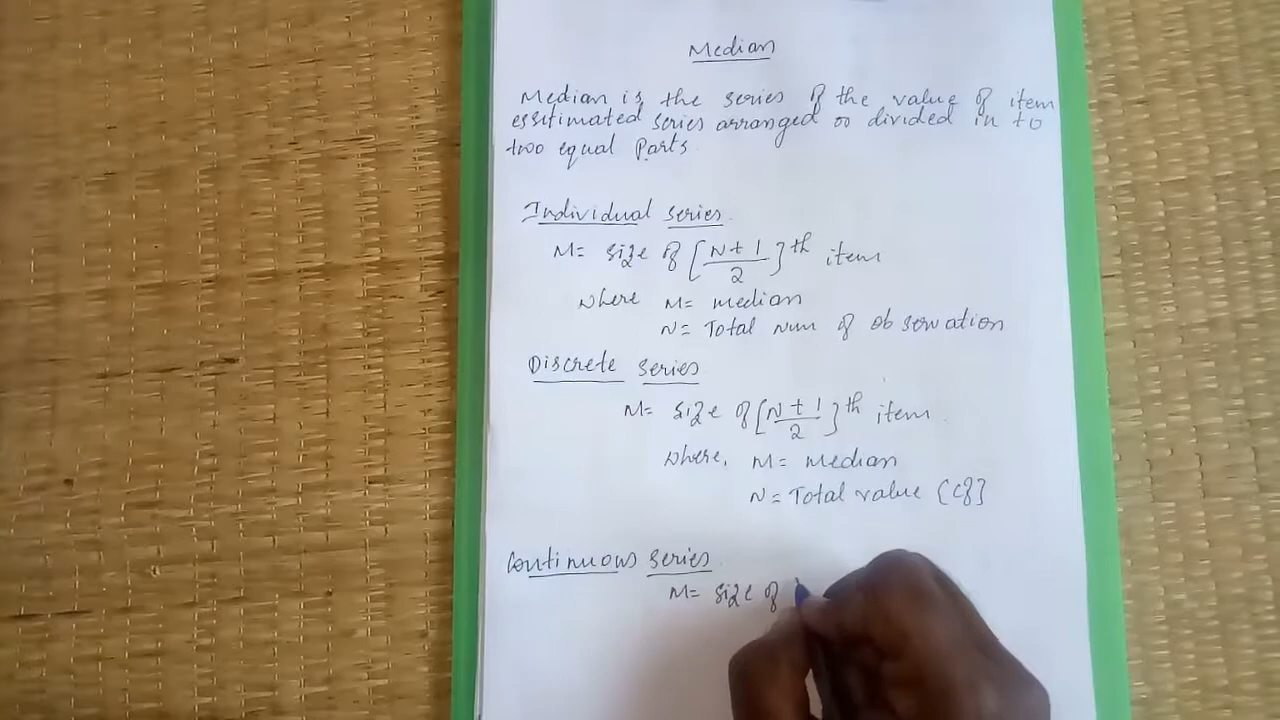 Median
Median is the series of the value of item
essitimated series arranged or divided in to
two equal parts.
Individual series.
M= size of [N+1/2]th item
where M= median
N= Total Num of observation
Discrete series
M= size of [N+1/2]th item.
where, M= median
N= Total value {cf}
Continuous series
M= size of